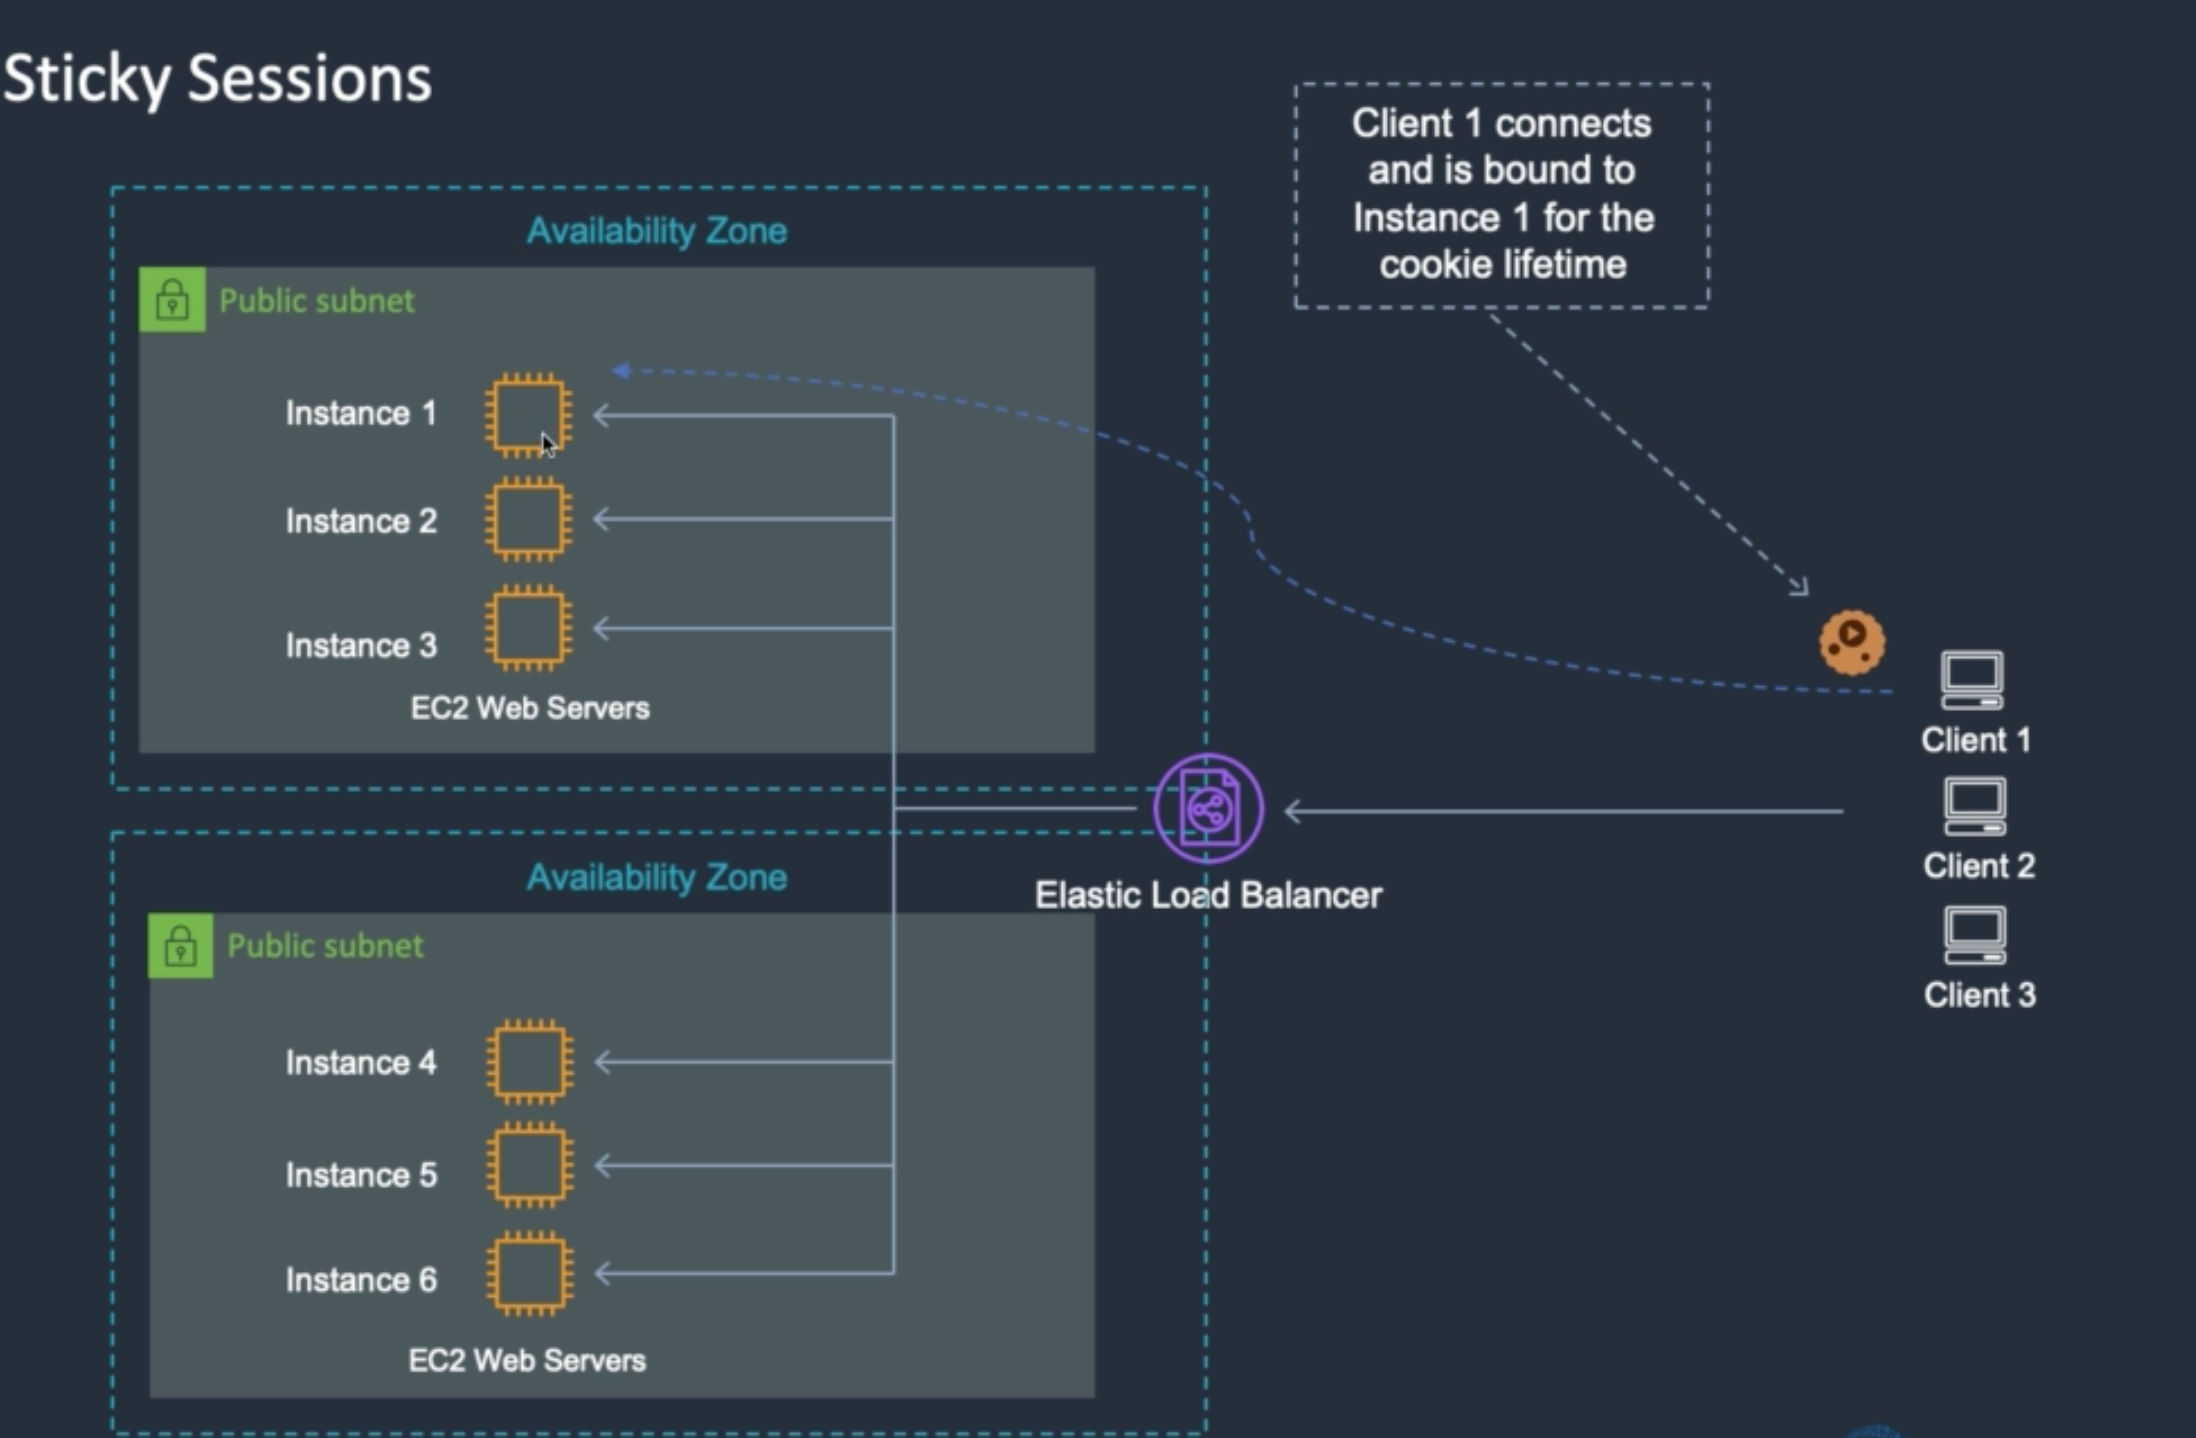 Sticky Sessions
Client 1 connects
and is bound to
Instance 1 for the
cookie lifetime
Availability Zone
Public subnet
Instance 1
Instance 2
Instance 3
EC2 Web Servers
Client 1
Client 2
Client 3
Elastic Load Balancer
Availability Zone
Public subnet
Instance 4
Instance 5
Instance 6
EC2 Web Servers